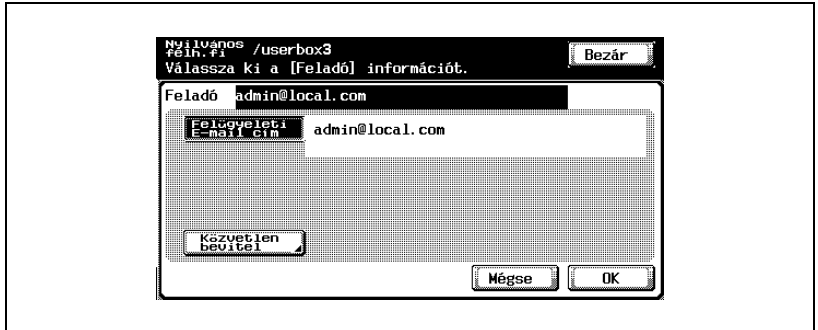 Nyilvános
felh.fi /userbox3
Bezár
Válassza ki a [Feladó] információt.
Feladó admin@local.com
Felügyeleti
E-mail cím
admin@local.com
Közvetlen
bevitel
Mégse
OK